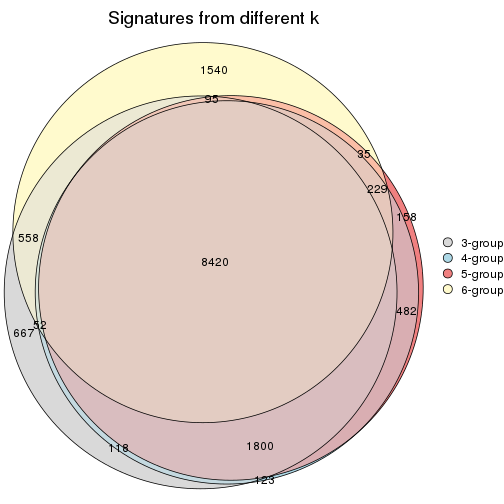 Signatures from different k
1540
95
35
229
158
558
3-group
4-group
8420
5-group
6-group
482
52
667
118
1800
123